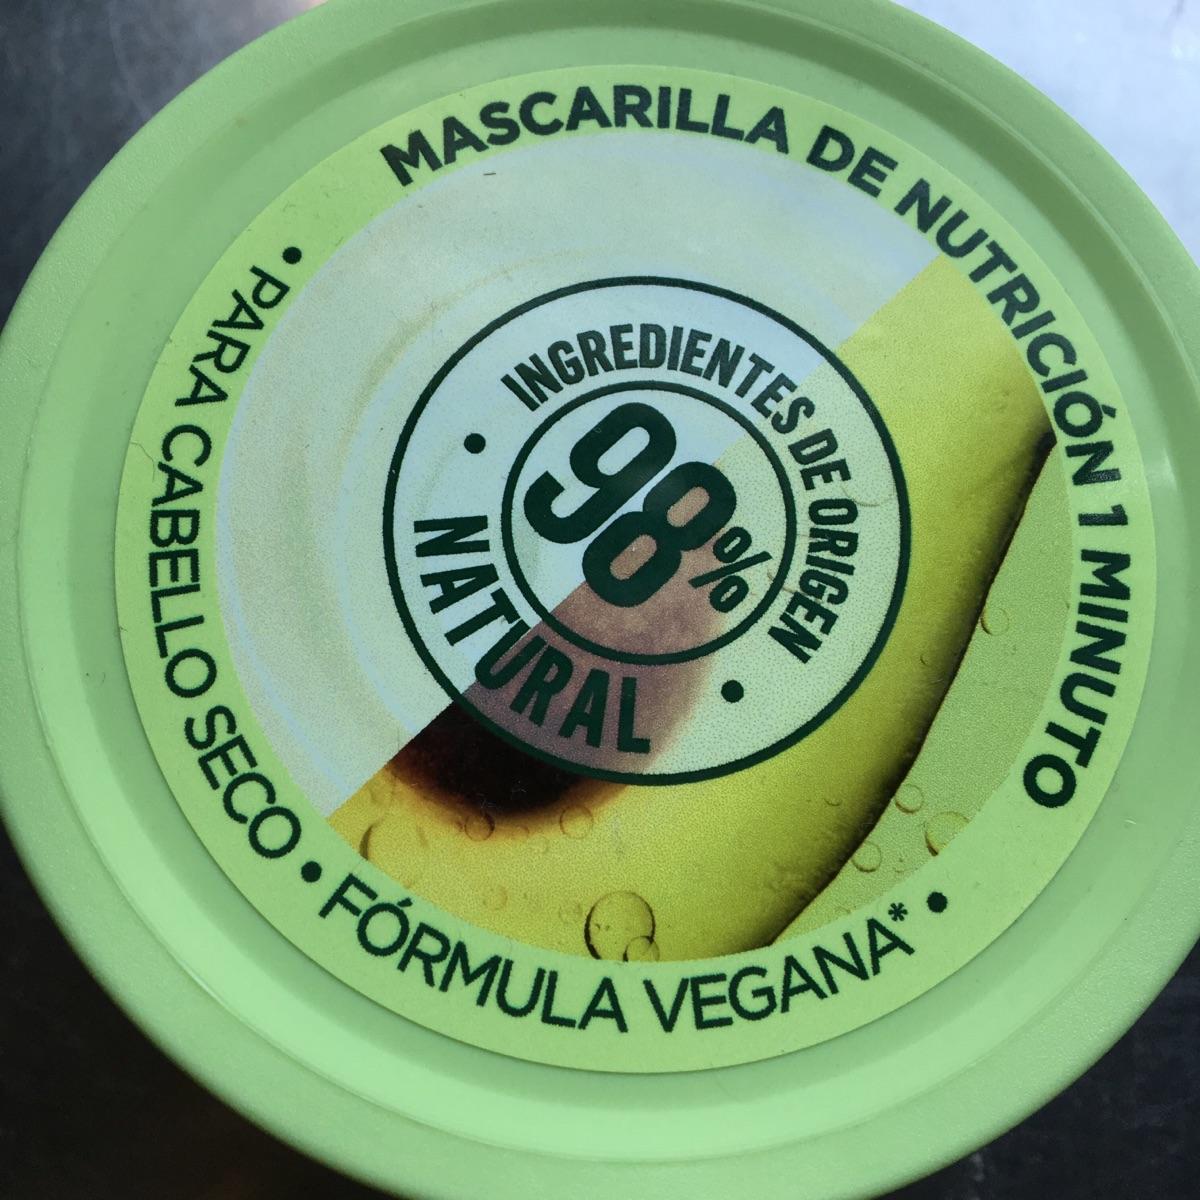 MASCARILLA DE NUTRICIÓN 1 MINUTO
• PARA CABELLO SECO • FÓRMULA VEGANA* •
INGREDIENTES DE ORIGEN
• NATURAL •
98%